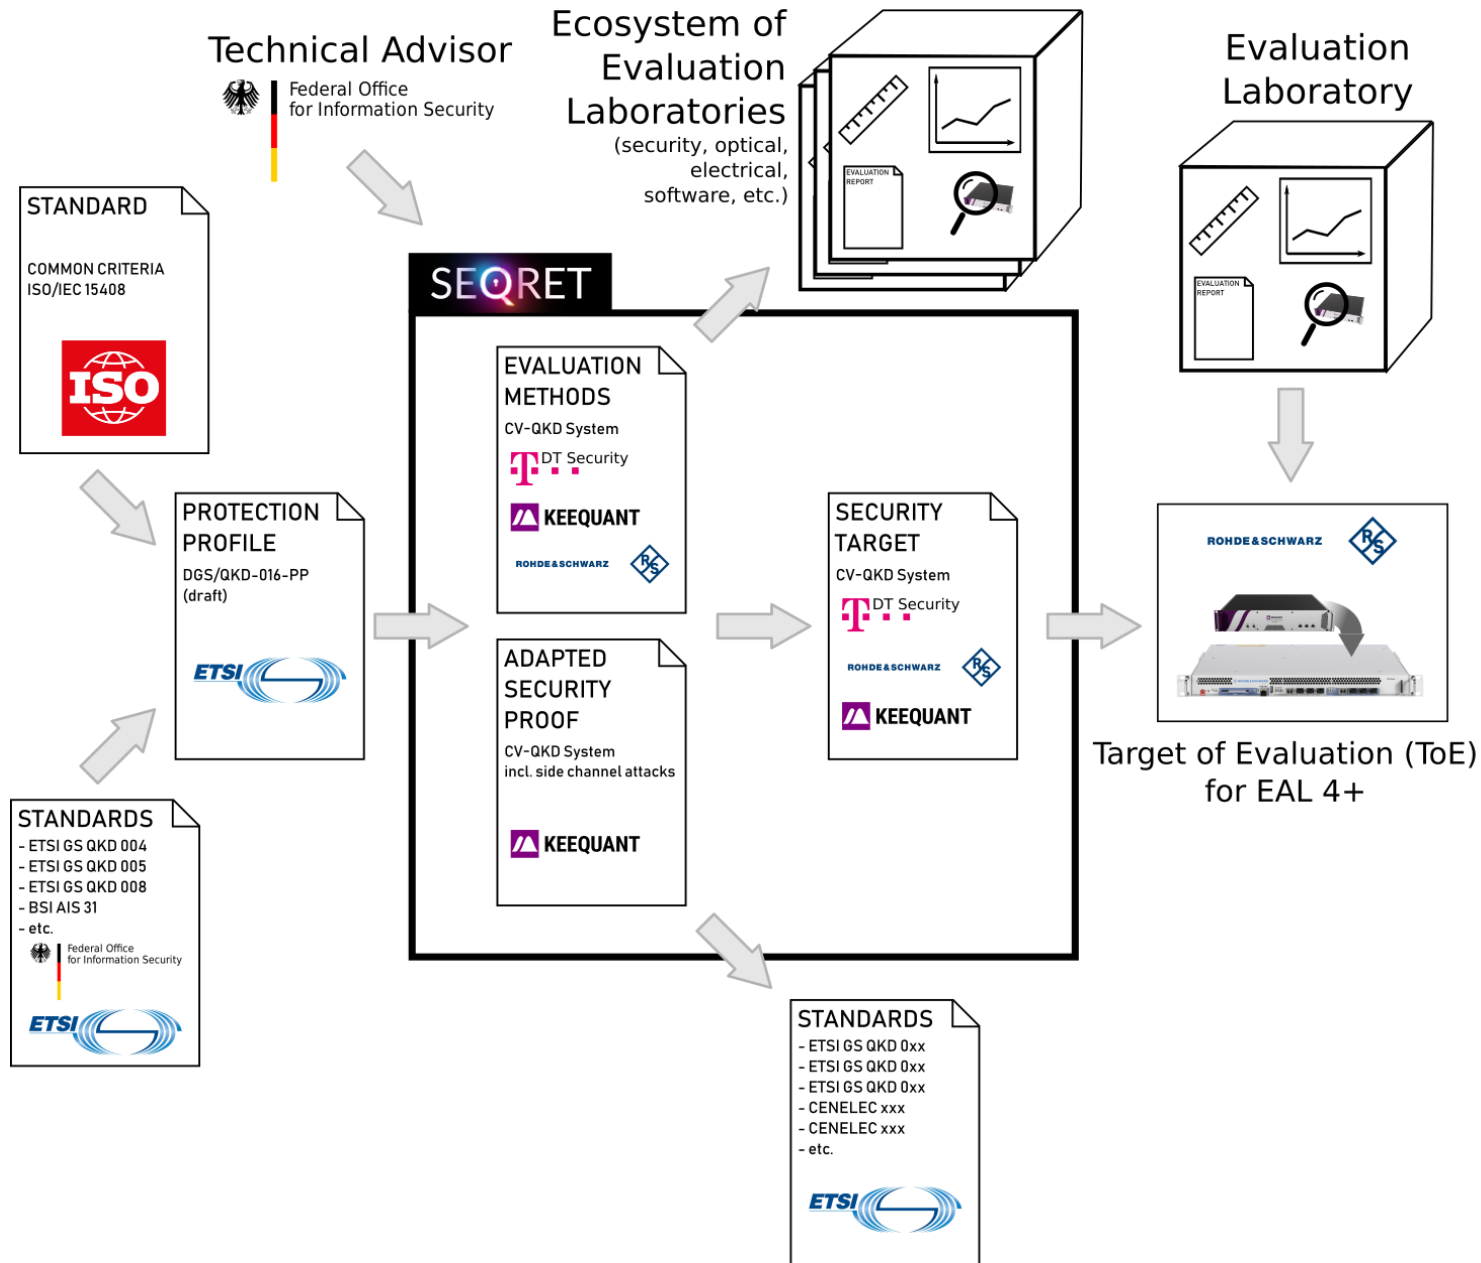 Technical Advisor
Federal Office
for Information Security
Ecosystem of
Evaluation
Laboratories
(security, optical,
electrical,
software, etc.)
EVALUATION
REPORT
Evaluation
Laboratory
EVALUATION
REPORT
STANDARD
COMMON CRITERIA
ISO/IEC 15408
ISO
SEQRET
EVALUATION
METHODS
CV-QKD System
T DT Security
KEEQUANT
ROHDE&SCHWARZ
R
S
PROTECTION
PROFILE
DGS/QKD-016-PP
(draft)
ETSI
ADAPTED
SECURITY
PROOF
CV-QKD System
incl. side channel attacks
KEEQUANT
SECURITY
TARGET
CV-QKD System
T DT Security
ROHDE&SCHWARZ
R
S
KEEQUANT
ROHDE&SCHWARZ
R
S
Target of Evaluation (ToE)
for EAL 4+
STANDARDS
- ETSI GS QKD 004
- ETSI GS QKD 005
- ETSI GS QKD 008
- BSI AIS 31
- etc.
Federal Office
for Information Security
ETSI
STANDARDS
- ETSI GS QKD 0xx
- ETSI GS QKD 0xx
- ETSI GS QKD 0xx
- CENELEC xxx
- CENELEC xxx
- etc.
ETSI